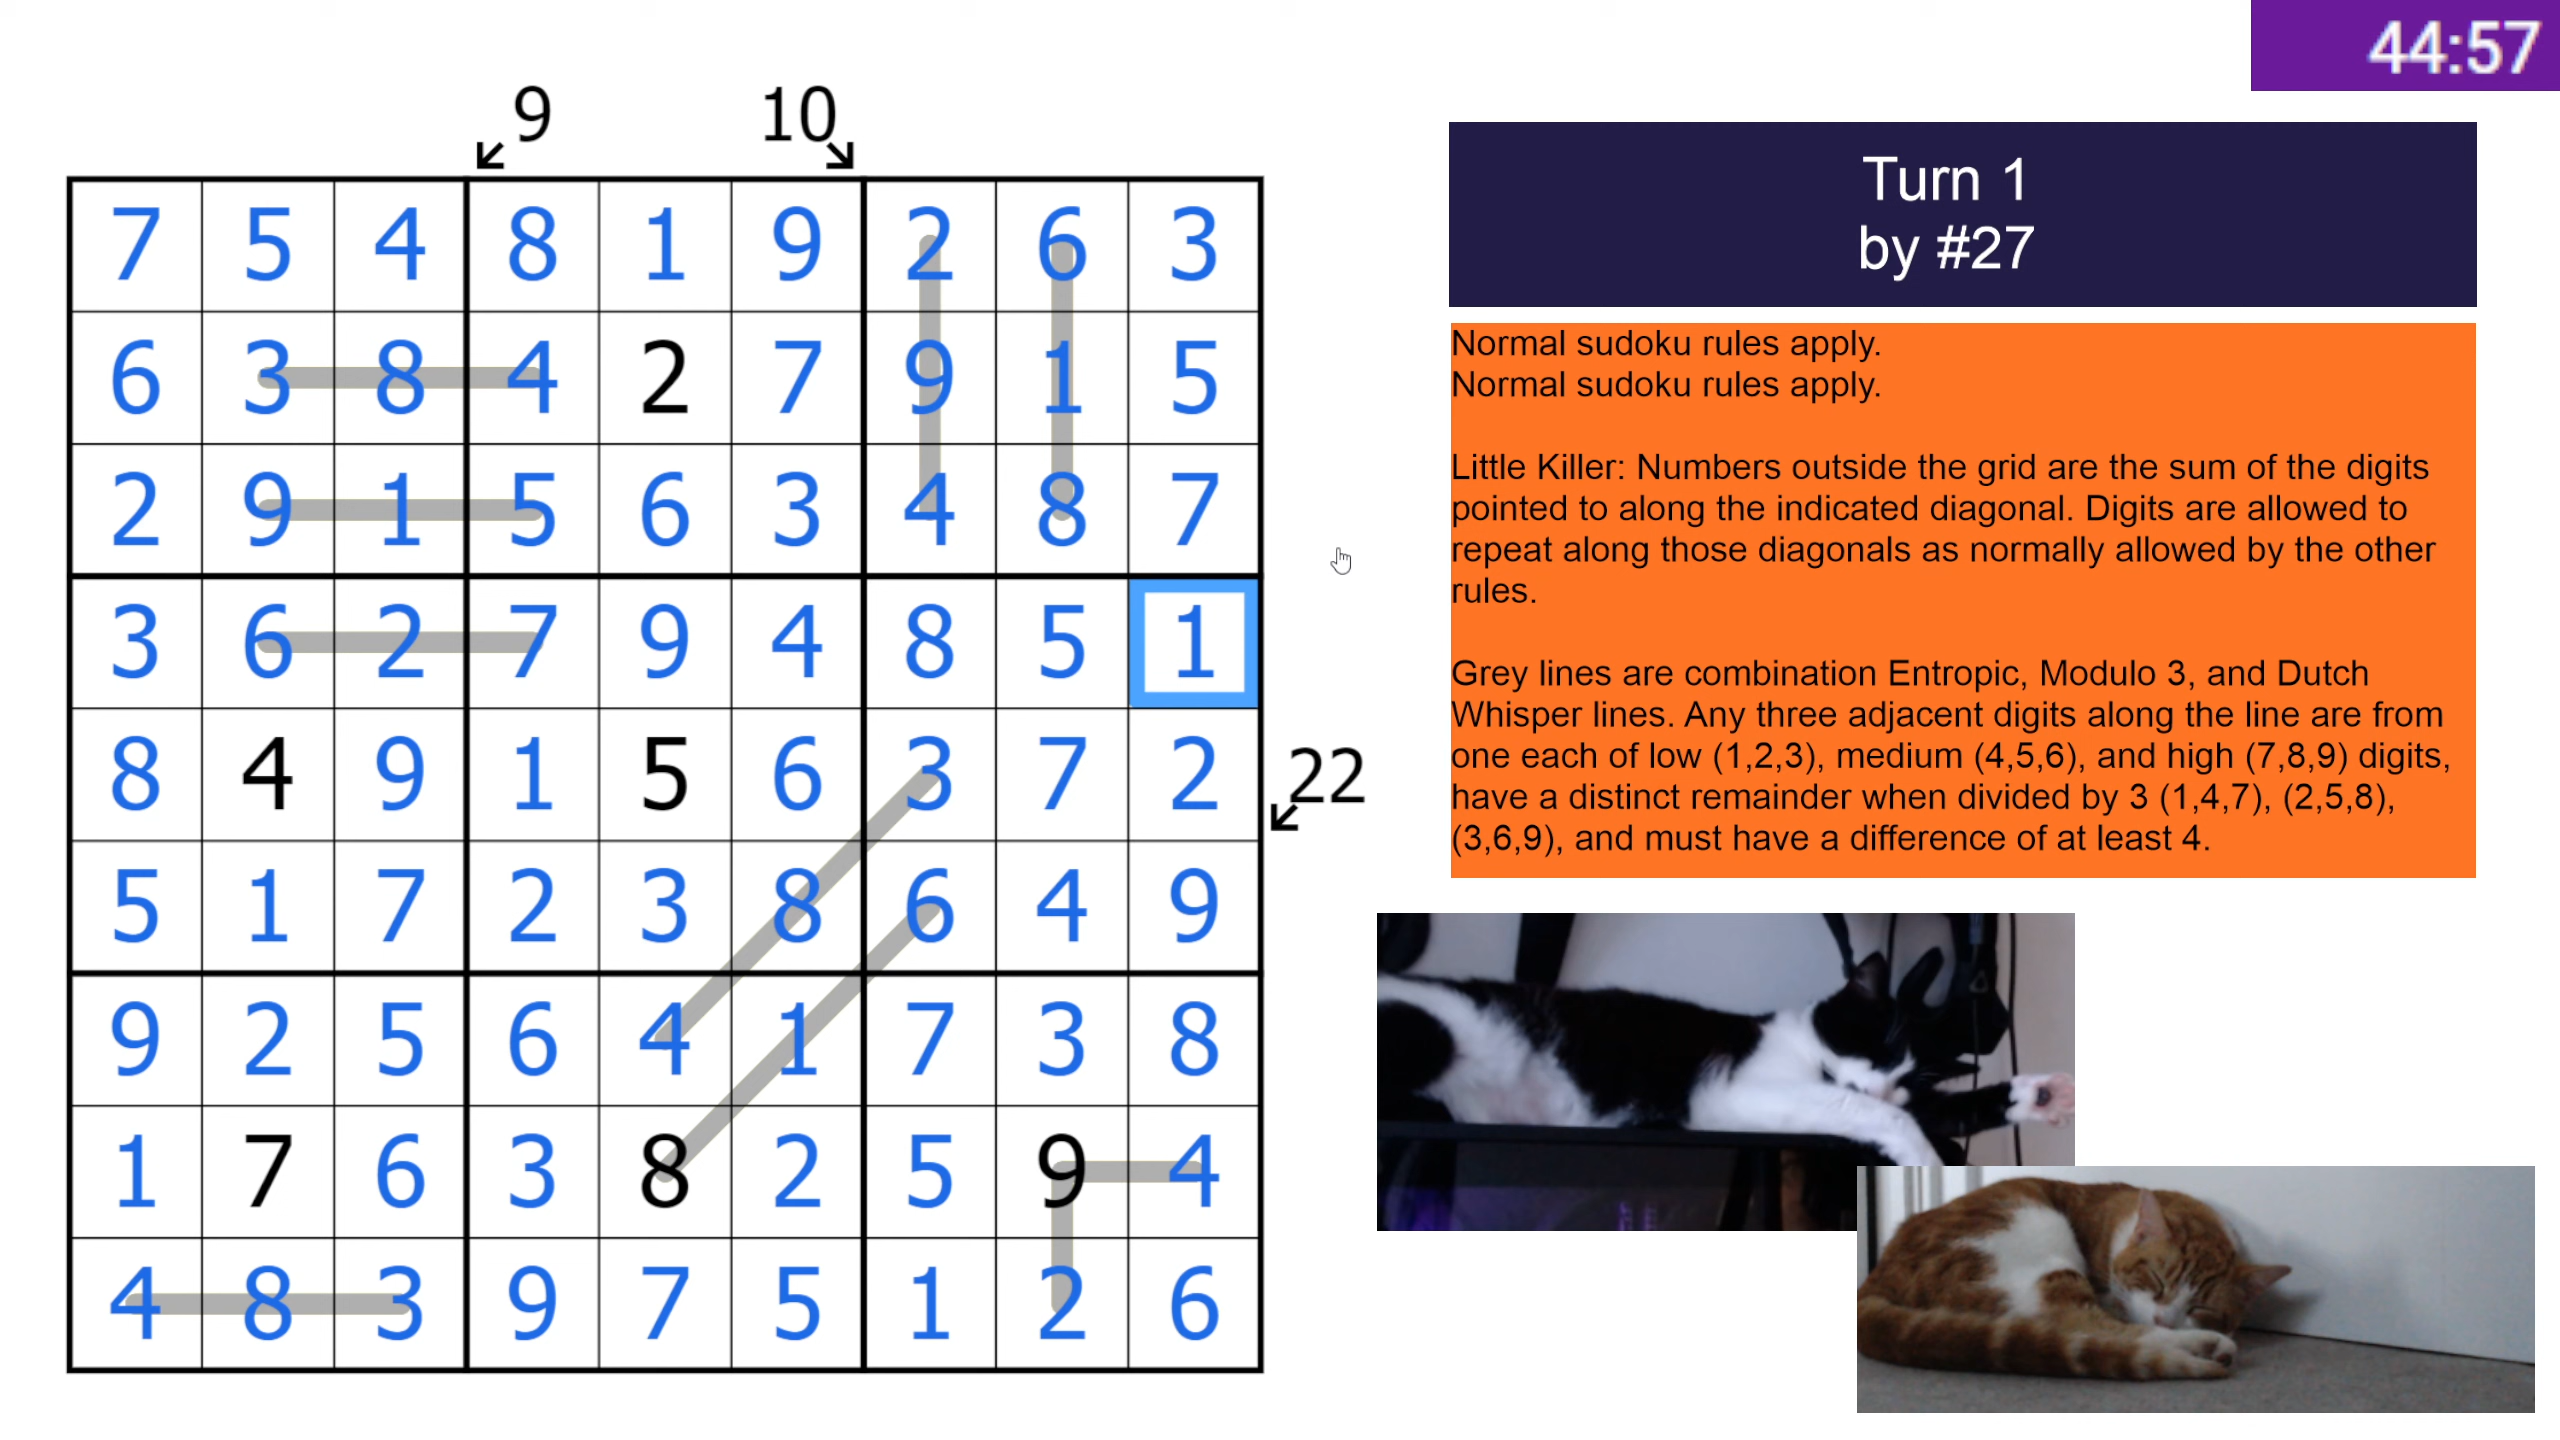 44:57
9 10
Turn 1
by #27
7 5 4 8 1 9 2 6 3
6 3 8 4 2 7 9 1 5
2 9 1 5 6 3 4 8 7
3 6 2 7 9 4 8 5 1
8 4 9 1 5 6 3 7 2
22
5 1 7 2 3 8 6 4 9
9 2 5 6 4 1 7 3 8
1 7 6 3 8 2 5 9 4
4 8 3 9 7 5 1 2 6
Normal sudoku rules apply.
Normal sudoku rules apply.
Little Killer: Numbers outside the grid are the sum of the digits
pointed to along the indicated diagonal. Digits are allowed to
repeat along those diagonals as normally allowed by the other
rules.
Grey lines are combination Entropic, Modulo 3, and Dutch
Whisper lines. Any three adjacent digits along the line are from
one each of low (1,2,3), medium (4,5,6), and high (7,8,9) digits,
have a distinct remainder when divided by 3 (1,4,7), (2,5,8),
(3,6,9), and must have a difference of at least 4.